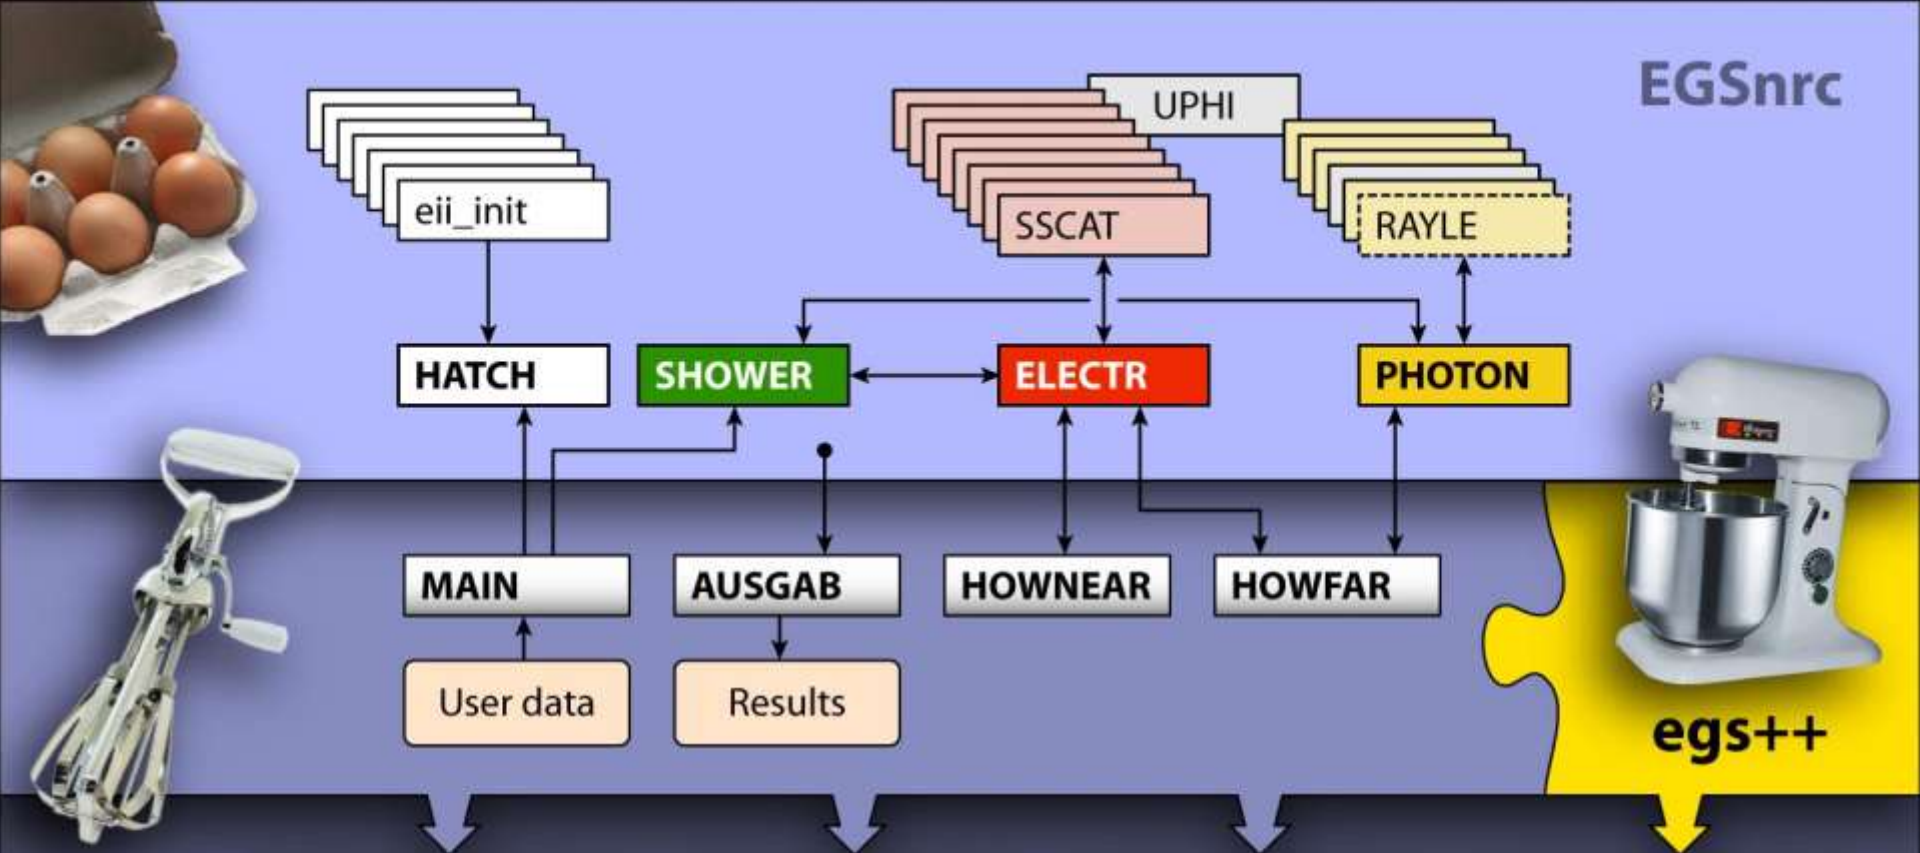 EGSnrc
UPHI
eii_init
SSCAT
RAYLE
HATCH
SHOWER
ELECTR
PHOTON
MAIN
AUSGAB
HOWNEAR
HOWFAR
User data
Results
egs++